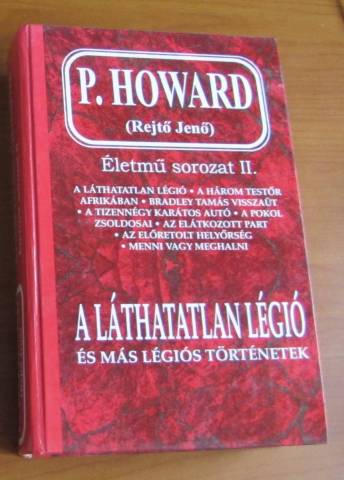 P. HOWARD
(Rejtő Jenő)
Életmű sorozat II.
A LÁTHATATLAN LÉGIÓ • A HÁROM TESTŐR
AFRIKÁBAN • BRADLEY TAMÁS VISSZAÜT
• A TIZENNÉGY KARÁTOS AUTÓ • A POKOL
ZSOLDOSAI • AZ ELÁTKOZOTT PART
• AZ ELŐRETOLT HELYŐRSÉG
• MENNI VAGY MEGHALNI
A LÁTHATATLAN LÉGIÓ
ÉS MÁS LÉGIÓS TÖRTÉNETEK